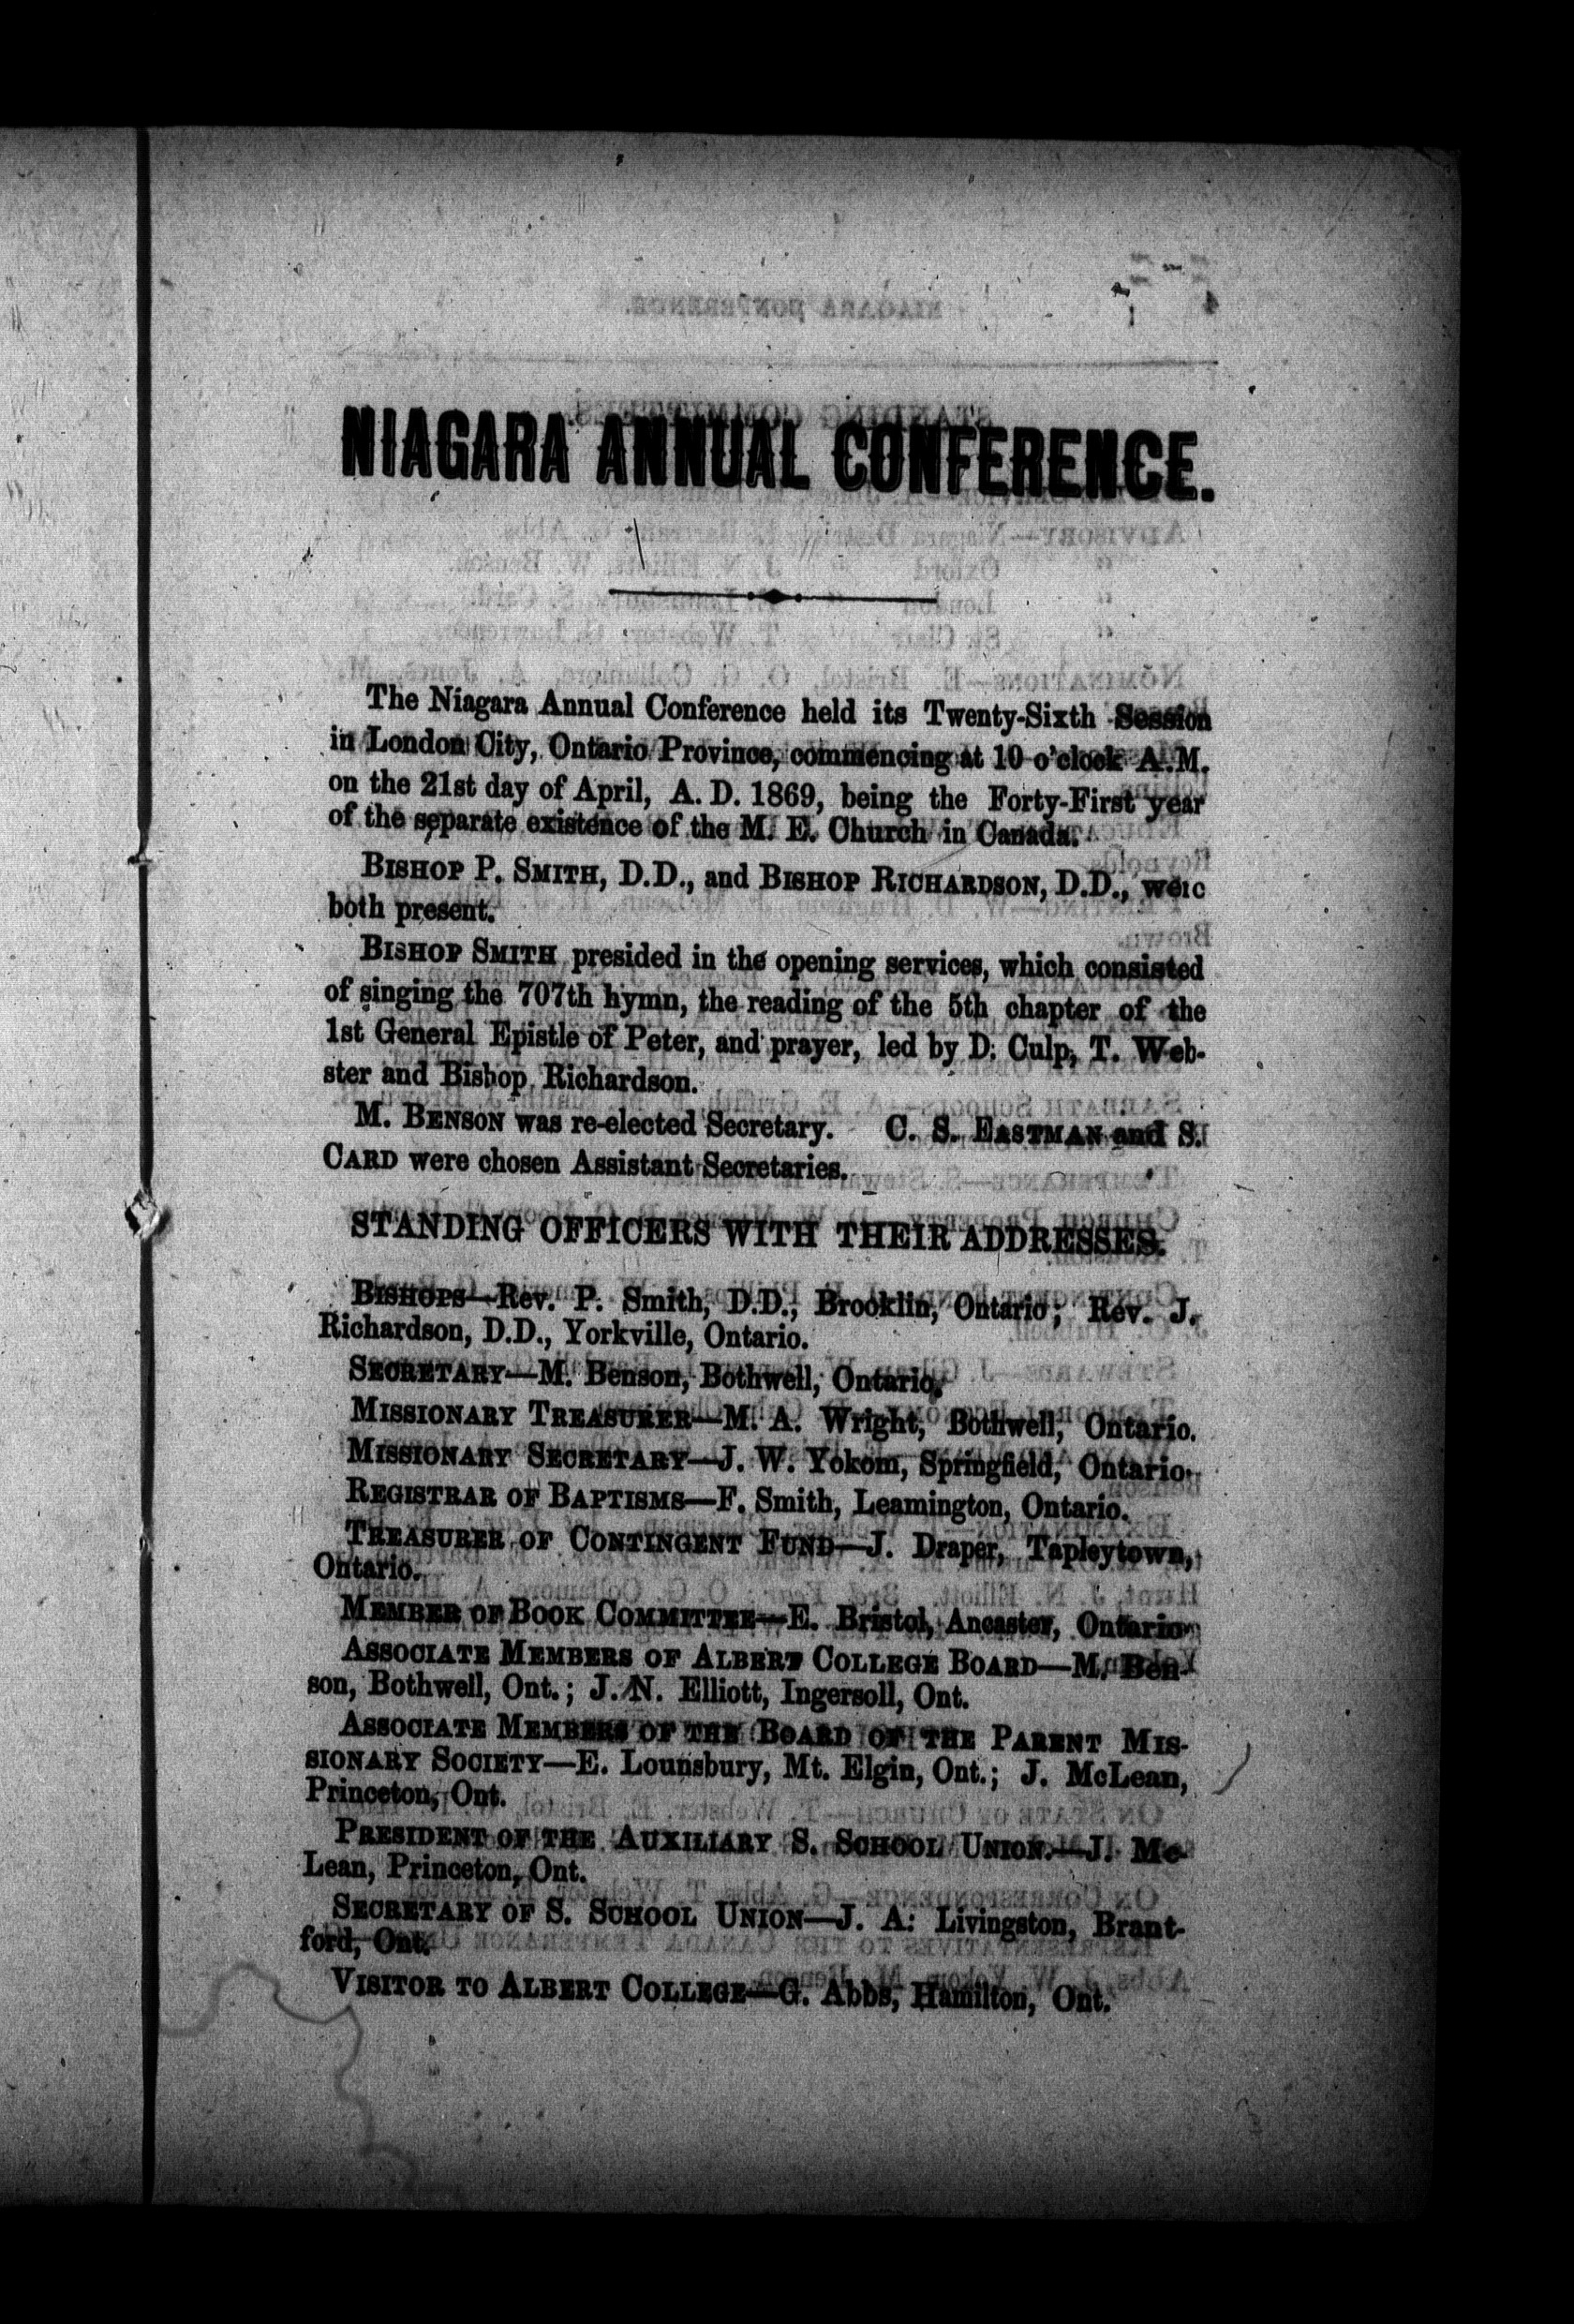 NIAGARA ANNUAL CONFERENCE.
The Niagara Annual Conference held its Twenty-Sixth Session
in London City, Ontario Province, commencing at 10 o'clock A.M.
on the 21st day of April, A. D. 1869, being the Forty-First year
of the separate existence of the M. E. Church in Canada.
BISHOP P. SMITH, D.D., and BISHOP RICHARDSON, D.D., were
both present.
BISHOP SMITH presided in the opening services, which consisted
of singing the 707th hymn, the reading of the 5th chapter of the
1st General Epistle of Peter, and prayer, led by D. Culp, T. Web-
ster and Bishop Richardson.
M. BENSON was re-elected Secretary. C. S. EASTMAN and S.
CARD were chosen Assistant Secretaries.
STANDING OFFICERS WITH THEIR ADDRESSES.
BISHOPS—Rev. P. Smith, D.D., Brooklin, Ontario; Rev. J.
Richardson, D.D., Yorkville, Ontario.
SECRETARY—M. Benson, Bothwell, Ontario.
MISSIONARY TREASURER—M. A. Wright, Bothwell, Ontario.
MISSIONARY SECRETARY—J. W. Yokom, Springfield, Ontario.
REGISTRAR OF BAPTISMS—F. Smith, Leamington, Ontario.
TREASURER OF CONTINGENT FUND—J. Draper, Tapleytown,
Ontario.
MEMBER OF BOOK COMMITTEE—E. Bristol, Ancaster, Ontario
ASSOCIATE MEMBERS OF ALBERT COLLEGE BOARD—M. Ben-
son, Bothwell, Ont.; J. N. Elliott, Ingersoll, Ont.
ASSOCIATE MEMBERS OF THE BOARD OF THE PARENT MIS-
SIONARY SOCIETY—E. Lounsbury, Mt. Elgin, Ont.; J. McLean,
Princeton, Ont.
PRESIDENT OF THE AUXILIARY S. SCHOOL UNION.—J. Mc-
Lean, Princeton, Ont.
SECRETARY OF S. SCHOOL UNION—J. A. Livingston, Brant-
ford, Ont.
VISITOR TO ALBERT COLLEGE—G. Abbs, Hamilton, Ont.